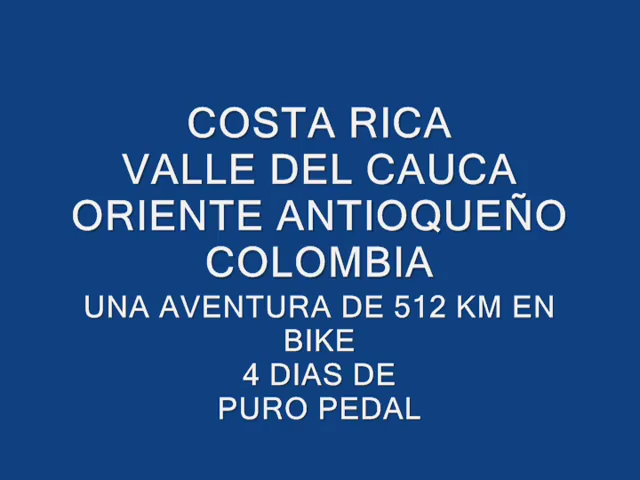 COSTA RICA
VALLE DEL CAUCA
ORIENTE ANTIOQUEÑO
COLOMBIA
UNA AVENTURA DE 512 KM EN
BIKE
4 DIAS DE
PURO PEDAL